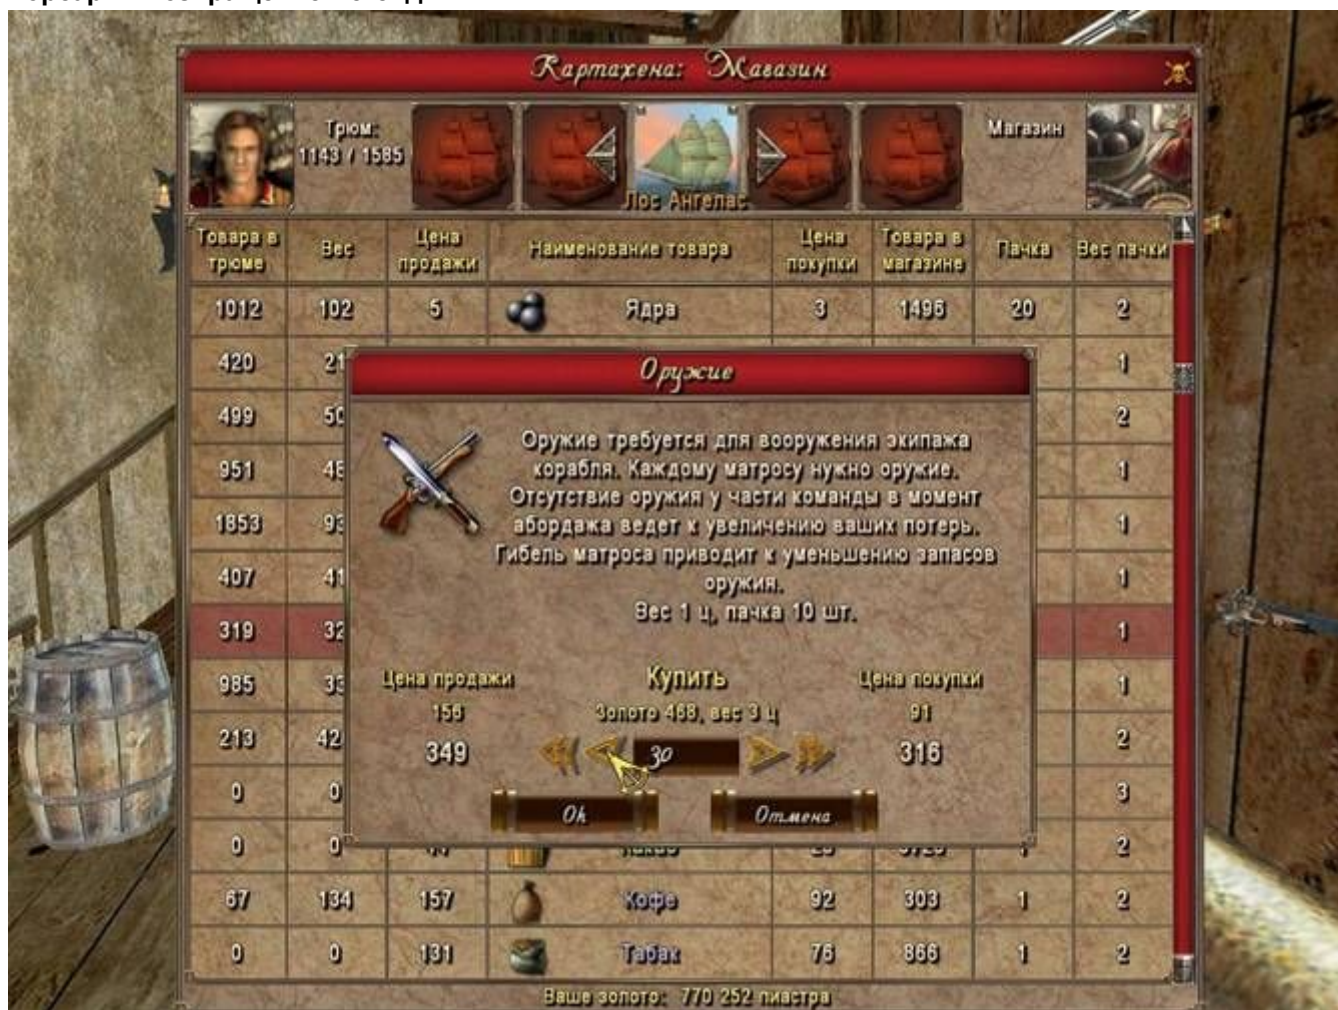 Картахена: Магазин
Трюм:
1143 / 1585
Магазин
Лос Ангелас
Товара в трюме Вес Цена продажи Наименование товара Цена покупки Товара в магазине Пачка Вес пачки
1012 102 5 Ядра 3 1496 20 2
420 1
499 2
951 1
1853 1
407 1
319 1
985 1
213 2
0 3
0 2
Оружие
Оружие требуется для вооружения экипажа
корабля. Каждому матросу нужно оружие.
Отсутствие оружия у части команды в момент
абордажа ведет к увеличению ваших потерь.
Гибель матроса приводит к уменьшению запасов
оружия.
Вес 1 ц, пачка 10 шт.
Цена продажи Купить Цена покупки
156 Золото 468, вес 3 ц 91
349 30 316
Ok Отмена
67 134 157 Кофе 92 303 1 2
0 0 131 Табак 76 866 1 2
Ваше золото: 770 252 пиастра